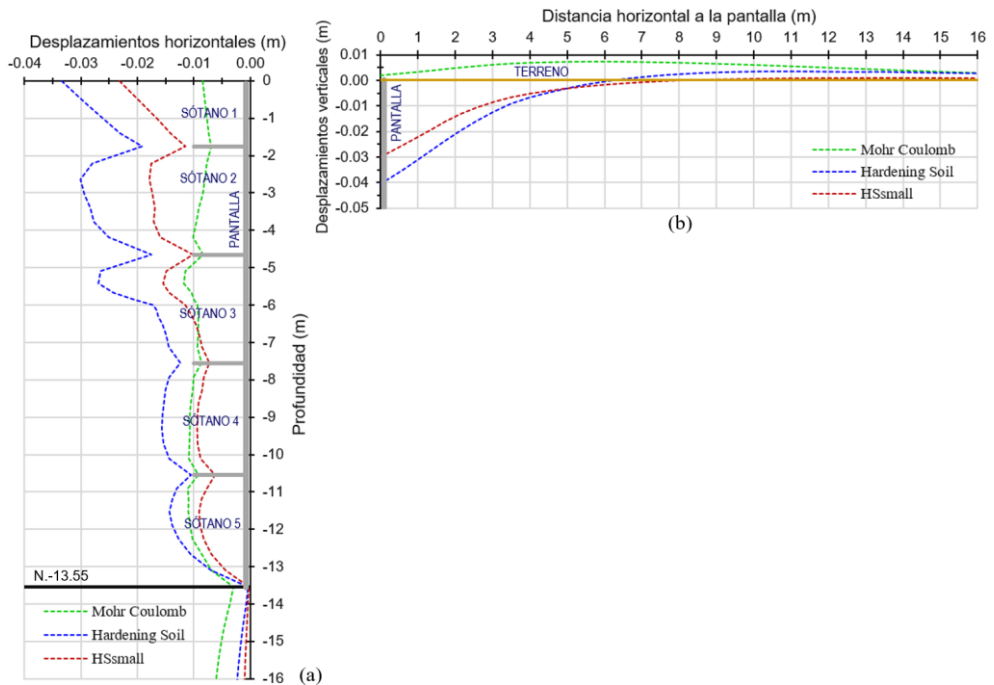 Desplazamientos horizontales (m)
-0.04 -0.03 -0.02 -0.01 0.00
0
-1
-2
-3
-4
-5
-6
-7
-8
-9
-10
-11
-12
-13
-14
-15
-16
Profundidad (m)
SÓTANO 1
SÓTANO 2
PANTALLA
SÓTANO 3
SÓTANO 4
SÓTANO 5
N.-13.55
Mohr Coulomb
Hardening Soil
HSsmall
(a)
Distancia horizontal a la pantalla (m)
0 1 2 3 4 5 6 7 8 9 10 11 12 13 14 15 16
Desplazamientos verticales (m)
0.01
0.00
-0.01
-0.02
-0.03
-0.04
-0.05
TERRENO
PANTALLA
Mohr Coulomb
Hardening Soil
HSsmall
(b)